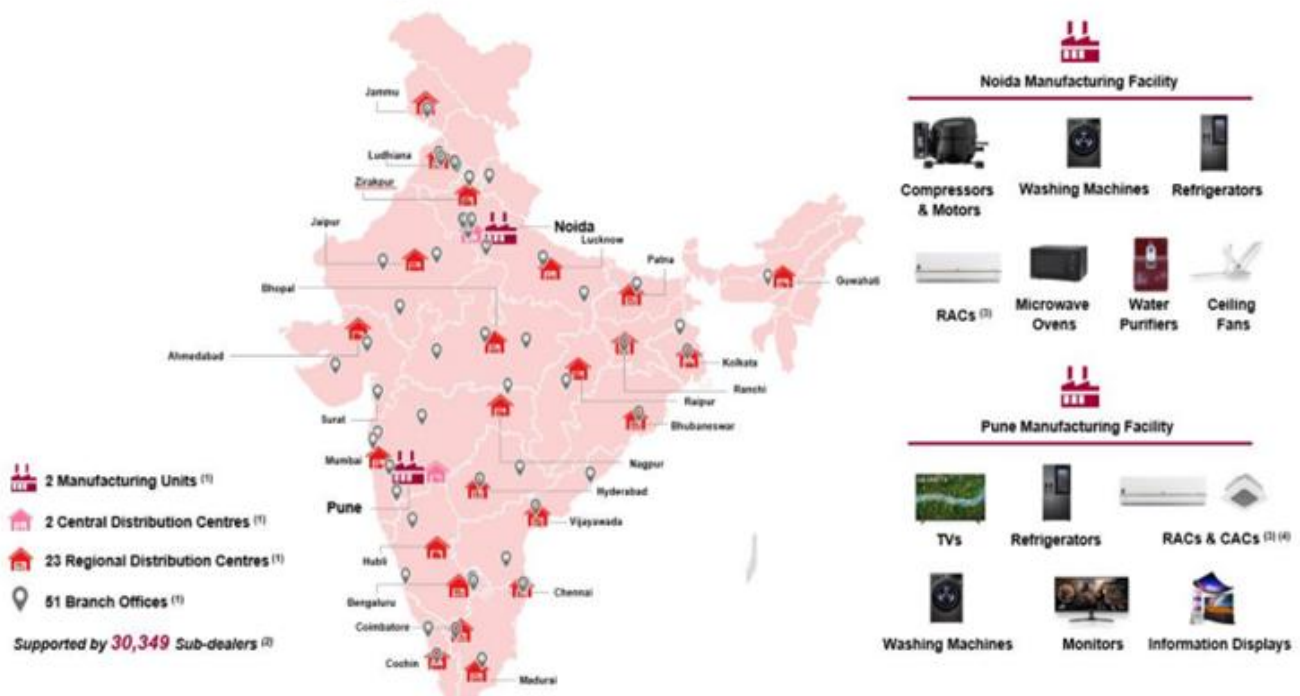 Jammu
Ludhiana
Zirakpur
Jaipur
Noida
Lucknow
Patna
Guwahati
Bhopal
Ahmedabad
Kolkata
Ranchi
Raipur
Surat
Bhubaneswar
Mumbai
Nagpur
Hyderabad
Pune
Vijayawada
Hubli
Bengaluru
Chennai
Coimbatore
Cochin
Madurai
2 Manufacturing Units (1)
2 Central Distribution Centres (1)
23 Regional Distribution Centres (1)
51 Branch Offices (1)
Supported by 30,349 Sub-dealers (2)
Noida Manufacturing Facility
Compressors
& Motors
Washing Machines
Refrigerators
RACs (3)
Microwave
Ovens
Water
Purifiers
Ceiling
Fans
Pune Manufacturing Facility
TVs
Refrigerators
RACs & CACs (3) (4)
Washing Machines
Monitors
Information Displays